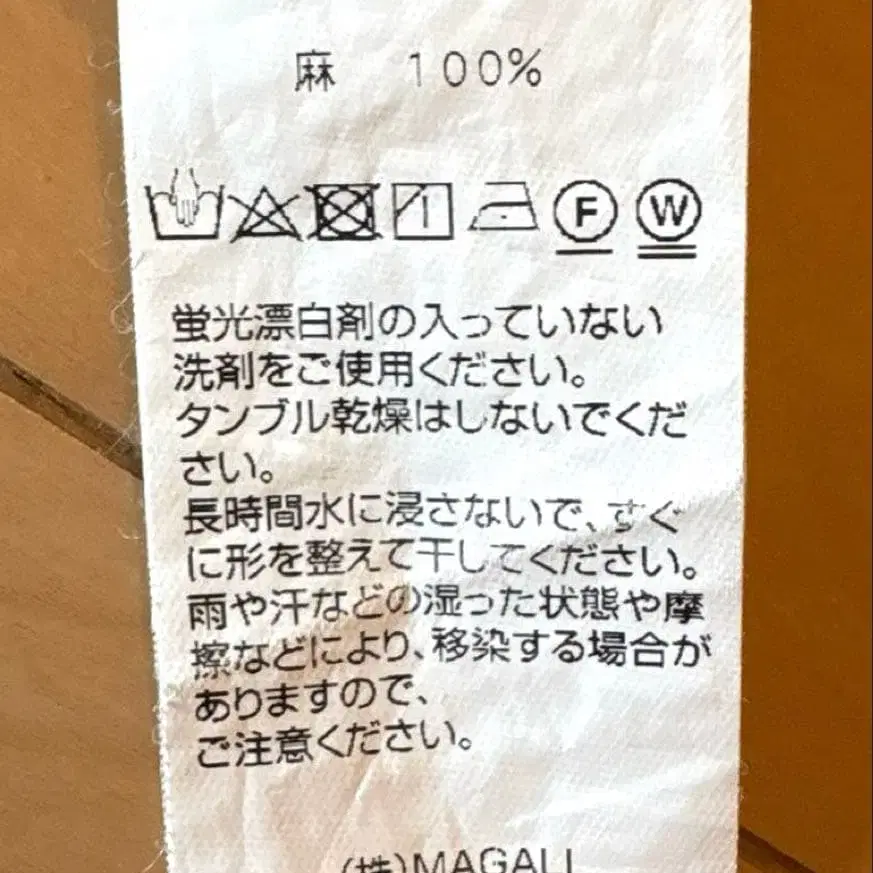 麻 100%
F W
蛍光漂白剤の入っていない
洗剤をご使用ください。
タンブル乾燥はしないでくだ
さい。
長時間水に浸さないで、すぐ
に形を整えて干してください。
雨や汗などの湿った状態や摩
擦などにより、移染する場合が
ありますので、
ご注意ください。
(株)MAGALI